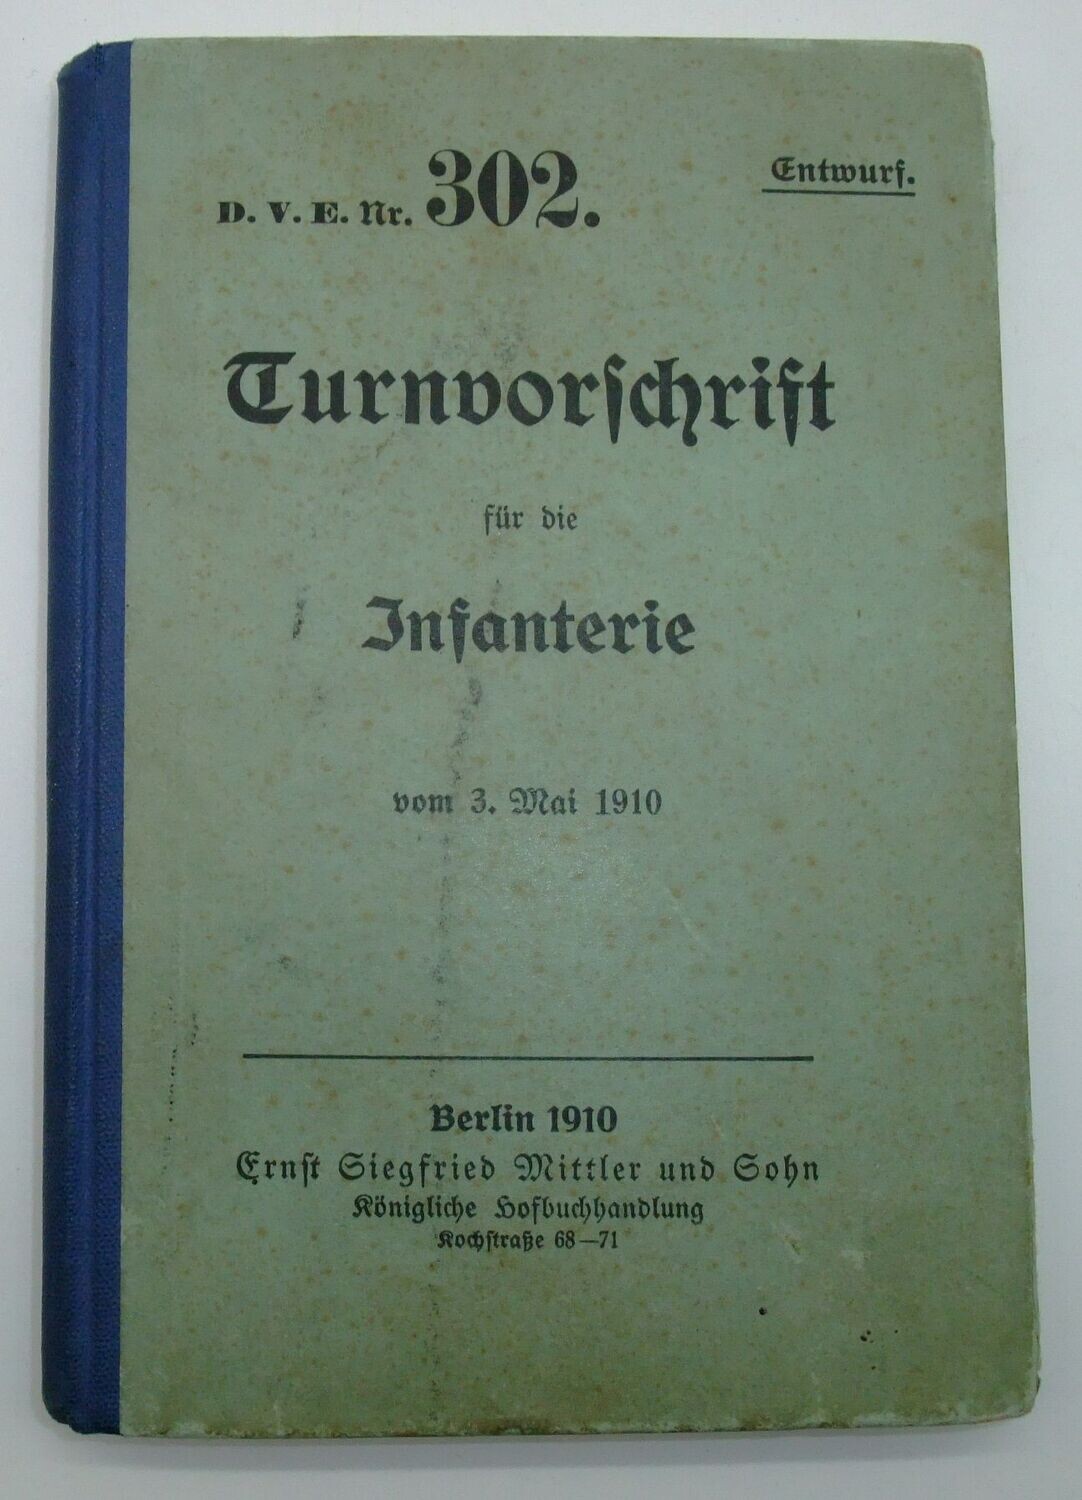 D. V. E. Nr. 302.
Entwurf.
Turnvorſchrift
für die
Infanterie
vom 3. Mai 1910
Berlin 1910
Ernſt Siegfried Mittler und Sohn
Königliche Hofbuchhandlung
Kochſtraße 68—71